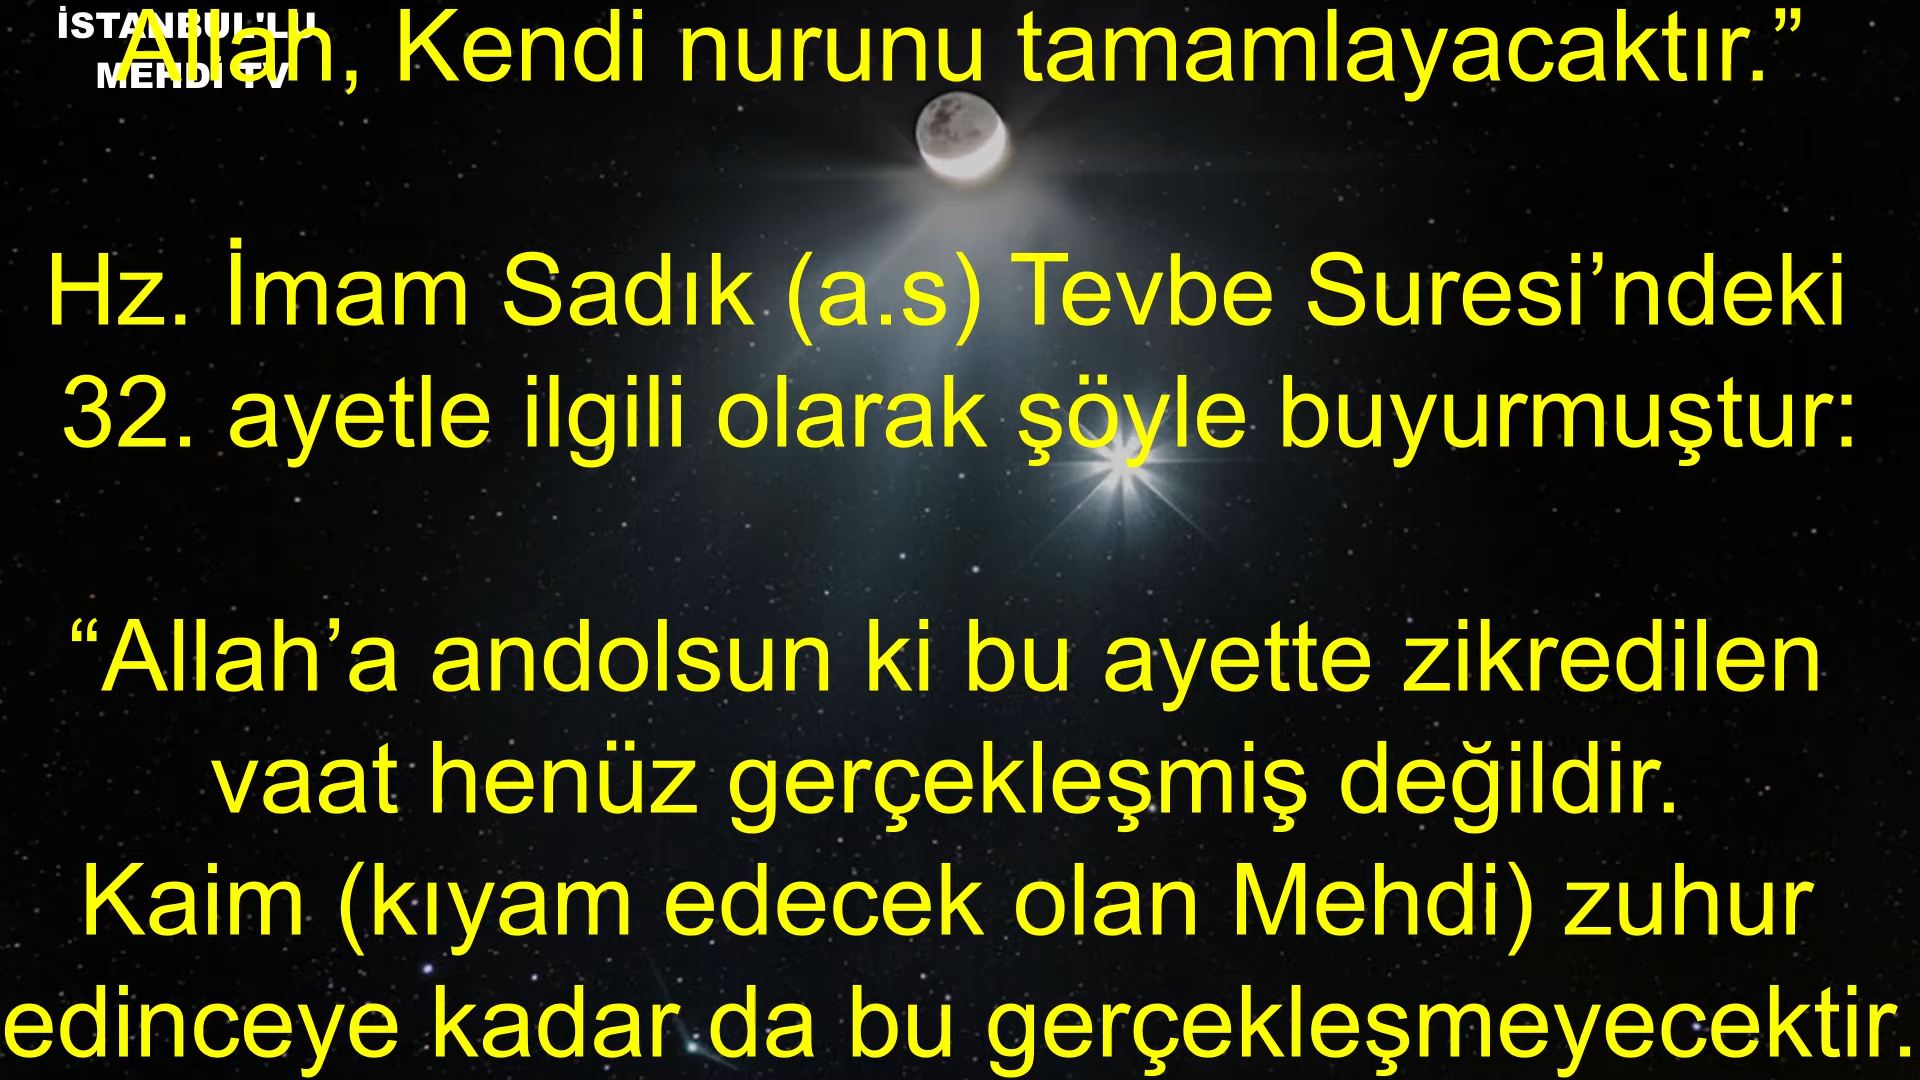 İSTANBUL'LU
MEHDİ TV
Allah, Kendi nurunu tamamlayacaktır.”
Hz. İmam Sadık (a.s) Tevbe Suresi’ndeki
32. ayetle ilgili olarak şöyle buyurmuştur:
“Allah’a andolsun ki bu ayette zikredilen
vaat henüz gerçekleşmiş değildir.
Kaim (kıyam edecek olan Mehdi) zuhur
edinceye kadar da bu gerçekleşmeyecektir.